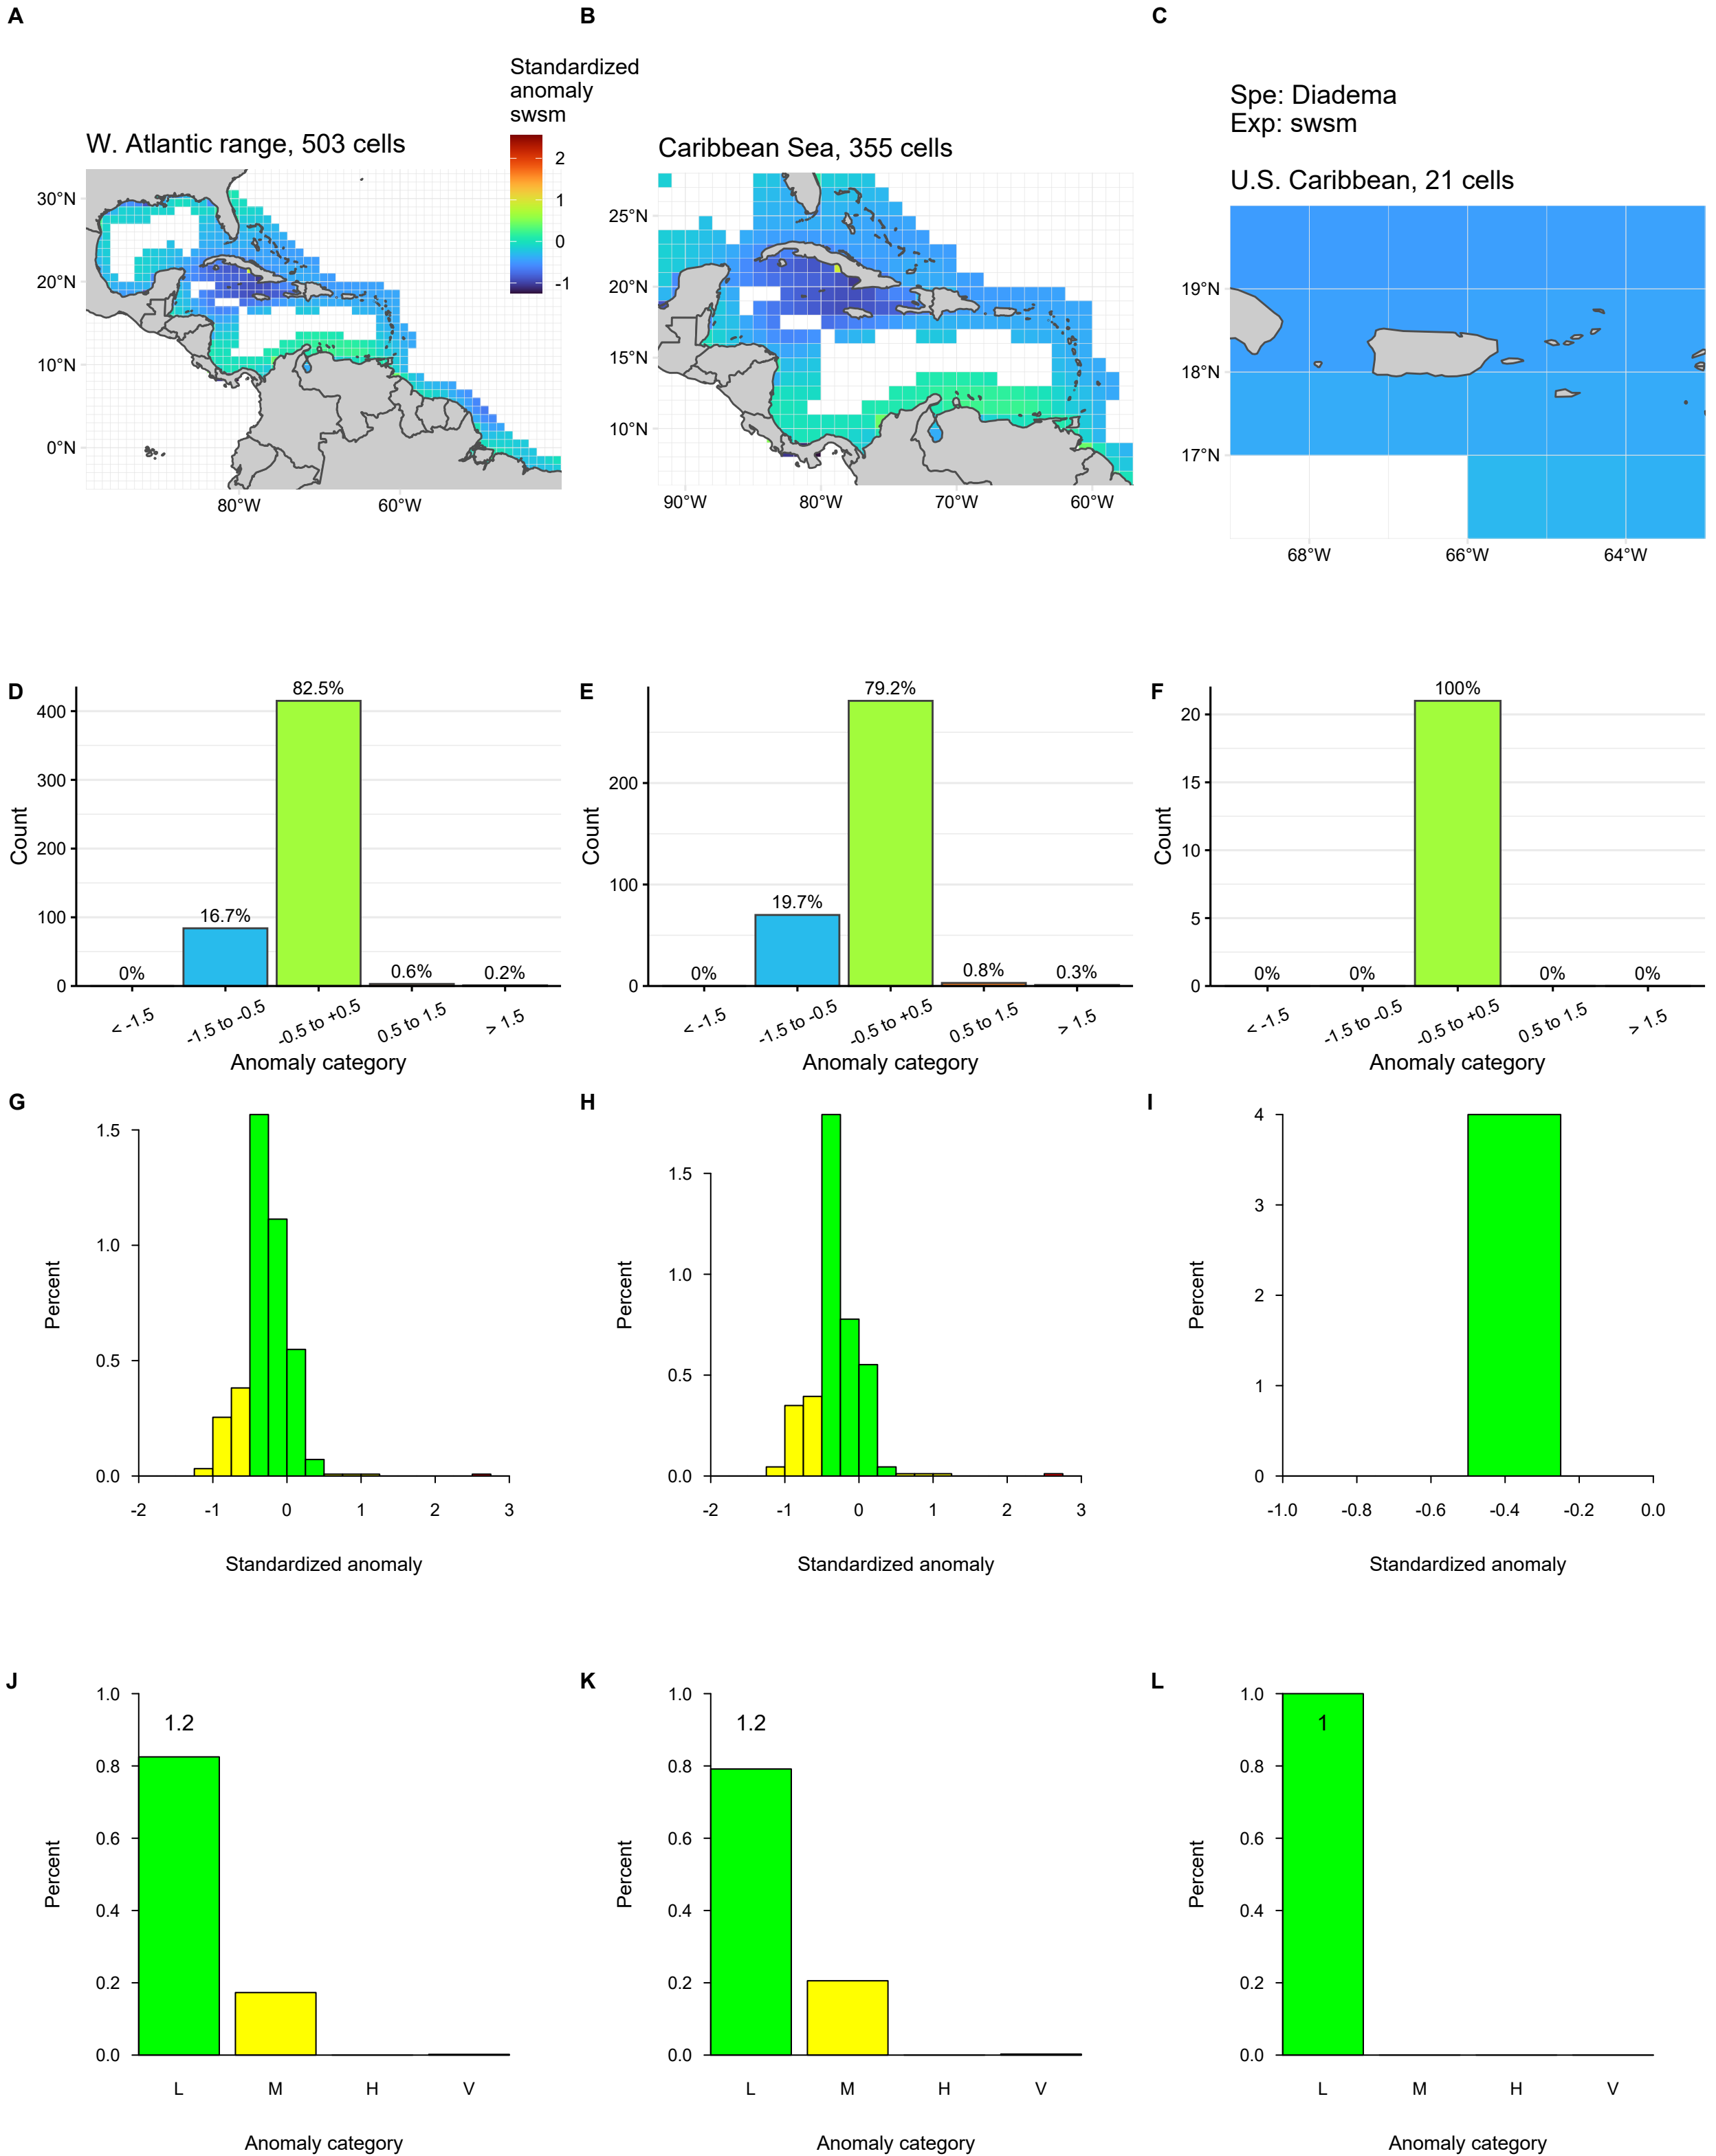 A
B
C
Standardized
anomaly
swsm
2
1
0
-1
W. Atlantic range, 503 cells
30°N
20°N
10°N
0°N
80°W
60°W
Caribbean Sea, 355 cells
25°N
20°N
15°N
10°N
90°W
80°W
70°W
60°W
Spe: Diadema
Exp: swsm
U.S. Caribbean, 21 cells
19°N
18°N
17°N
68°W
66°W
64°W
D
Count
400
300
200
100
0
0%
16.7%
82.5%
0.6%
0.2%
< -1.5
-1.5 to -0.5
-0.5 to +0.5
0.5 to 1.5
> 1.5
Anomaly category
E
Count
200
100
0
0%
19.7%
79.2%
0.8%
0.3%
< -1.5
-1.5 to -0.5
-0.5 to +0.5
0.5 to 1.5
> 1.5
Anomaly category
F
Count
20
15
10
5
0
0%
0%
100%
0%
0%
< -1.5
-1.5 to -0.5
-0.5 to +0.5
0.5 to 1.5
> 1.5
Anomaly category
G
Percent
1.5
1.0
0.5
0.0
-2
-1
0
1
2
3
Standardized anomaly
H
Percent
1.5
1.0
0.5
0.0
-2
-1
0
1
2
3
Standardized anomaly
I
Percent
4
3
2
1
0
-1.0
-0.8
-0.6
-0.4
-0.2
0.0
Standardized anomaly
J
Percent
1.0
0.8
0.6
0.4
0.2
0.0
1.2
L
M
H
V
Anomaly category
K
Percent
1.0
0.8
0.6
0.4
0.2
0.0
1.2
L
M
H
V
Anomaly category
L
Percent
1.0
0.8
0.6
0.4
0.2
0.0
1
L
M
H
V
Anomaly category